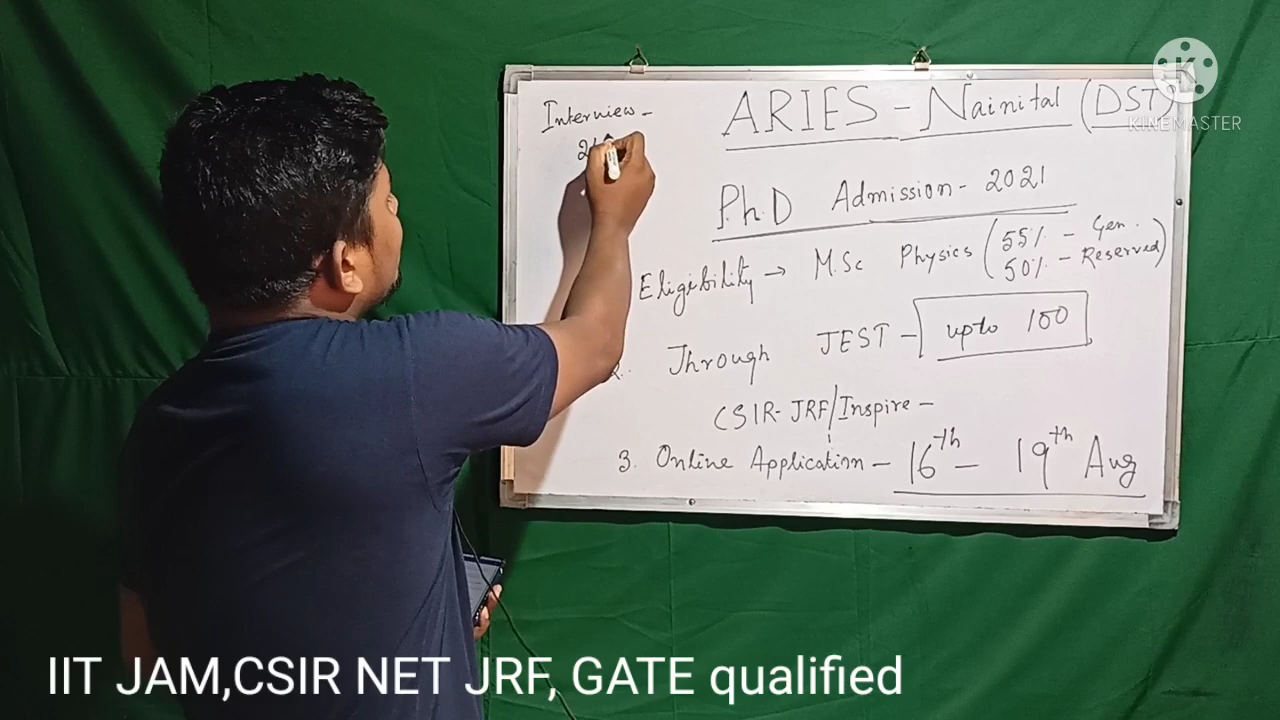 Interview -
ARIES - Nainital (DST)
KINEMASTER
Ph.D Admission - 2021
Eligibility → M.Sc Physics (55% - Gen.
50% - Reserved)
2. Through JEST - upto 100
CSIR-JRF/Inspire -
3. Online Application - 16th - 19th Aug
IIT JAM,CSIR NET JRF, GATE qualified